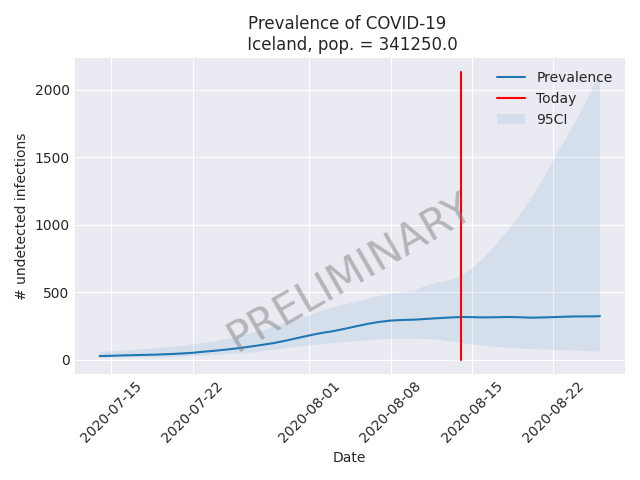 Prevalence of COVID-19
Iceland, pop. = 341250.0
Prevalence
Today
95CI
# undetected infections
2000
1500
1000
500
0
PRELIMINARY
2020-07-15
2020-07-22
2020-08-01
2020-08-08
2020-08-15
2020-08-22
Date